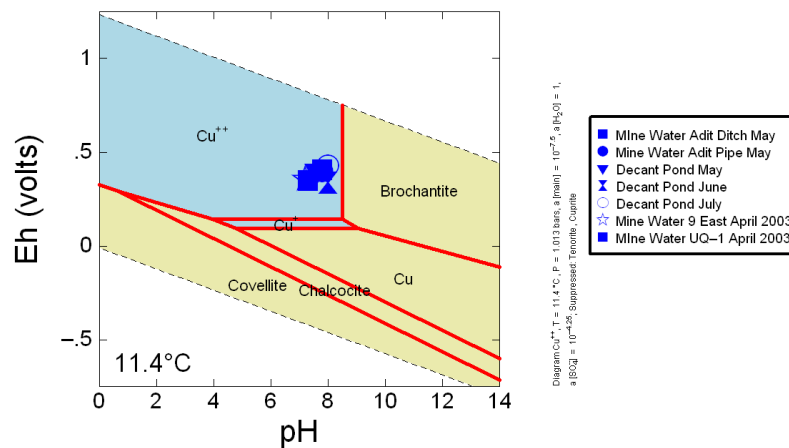 1
.5
0
–.5
0
2
4
6
8
10
12
14
Eh (volts)
pH
Cu++
Cu+
Brochantite
Cu
Covellite
Chalcocite
11.4°C
Diagram Cu++, T = 11.4 °C, P = 1.013 bars, a [main] = 10–7.5, a [H2O] = 1,
a [SO4--] = 10–4.25, Suppressed: Tenorite, Cuprite
MIne Water Adit Ditch May
Mine Water Adit Pipe May
Decant Pond May
Decant Pond June
Decant Pond July
Mine Water 9 East April 2003
MIne Water UQ–1 April 2003